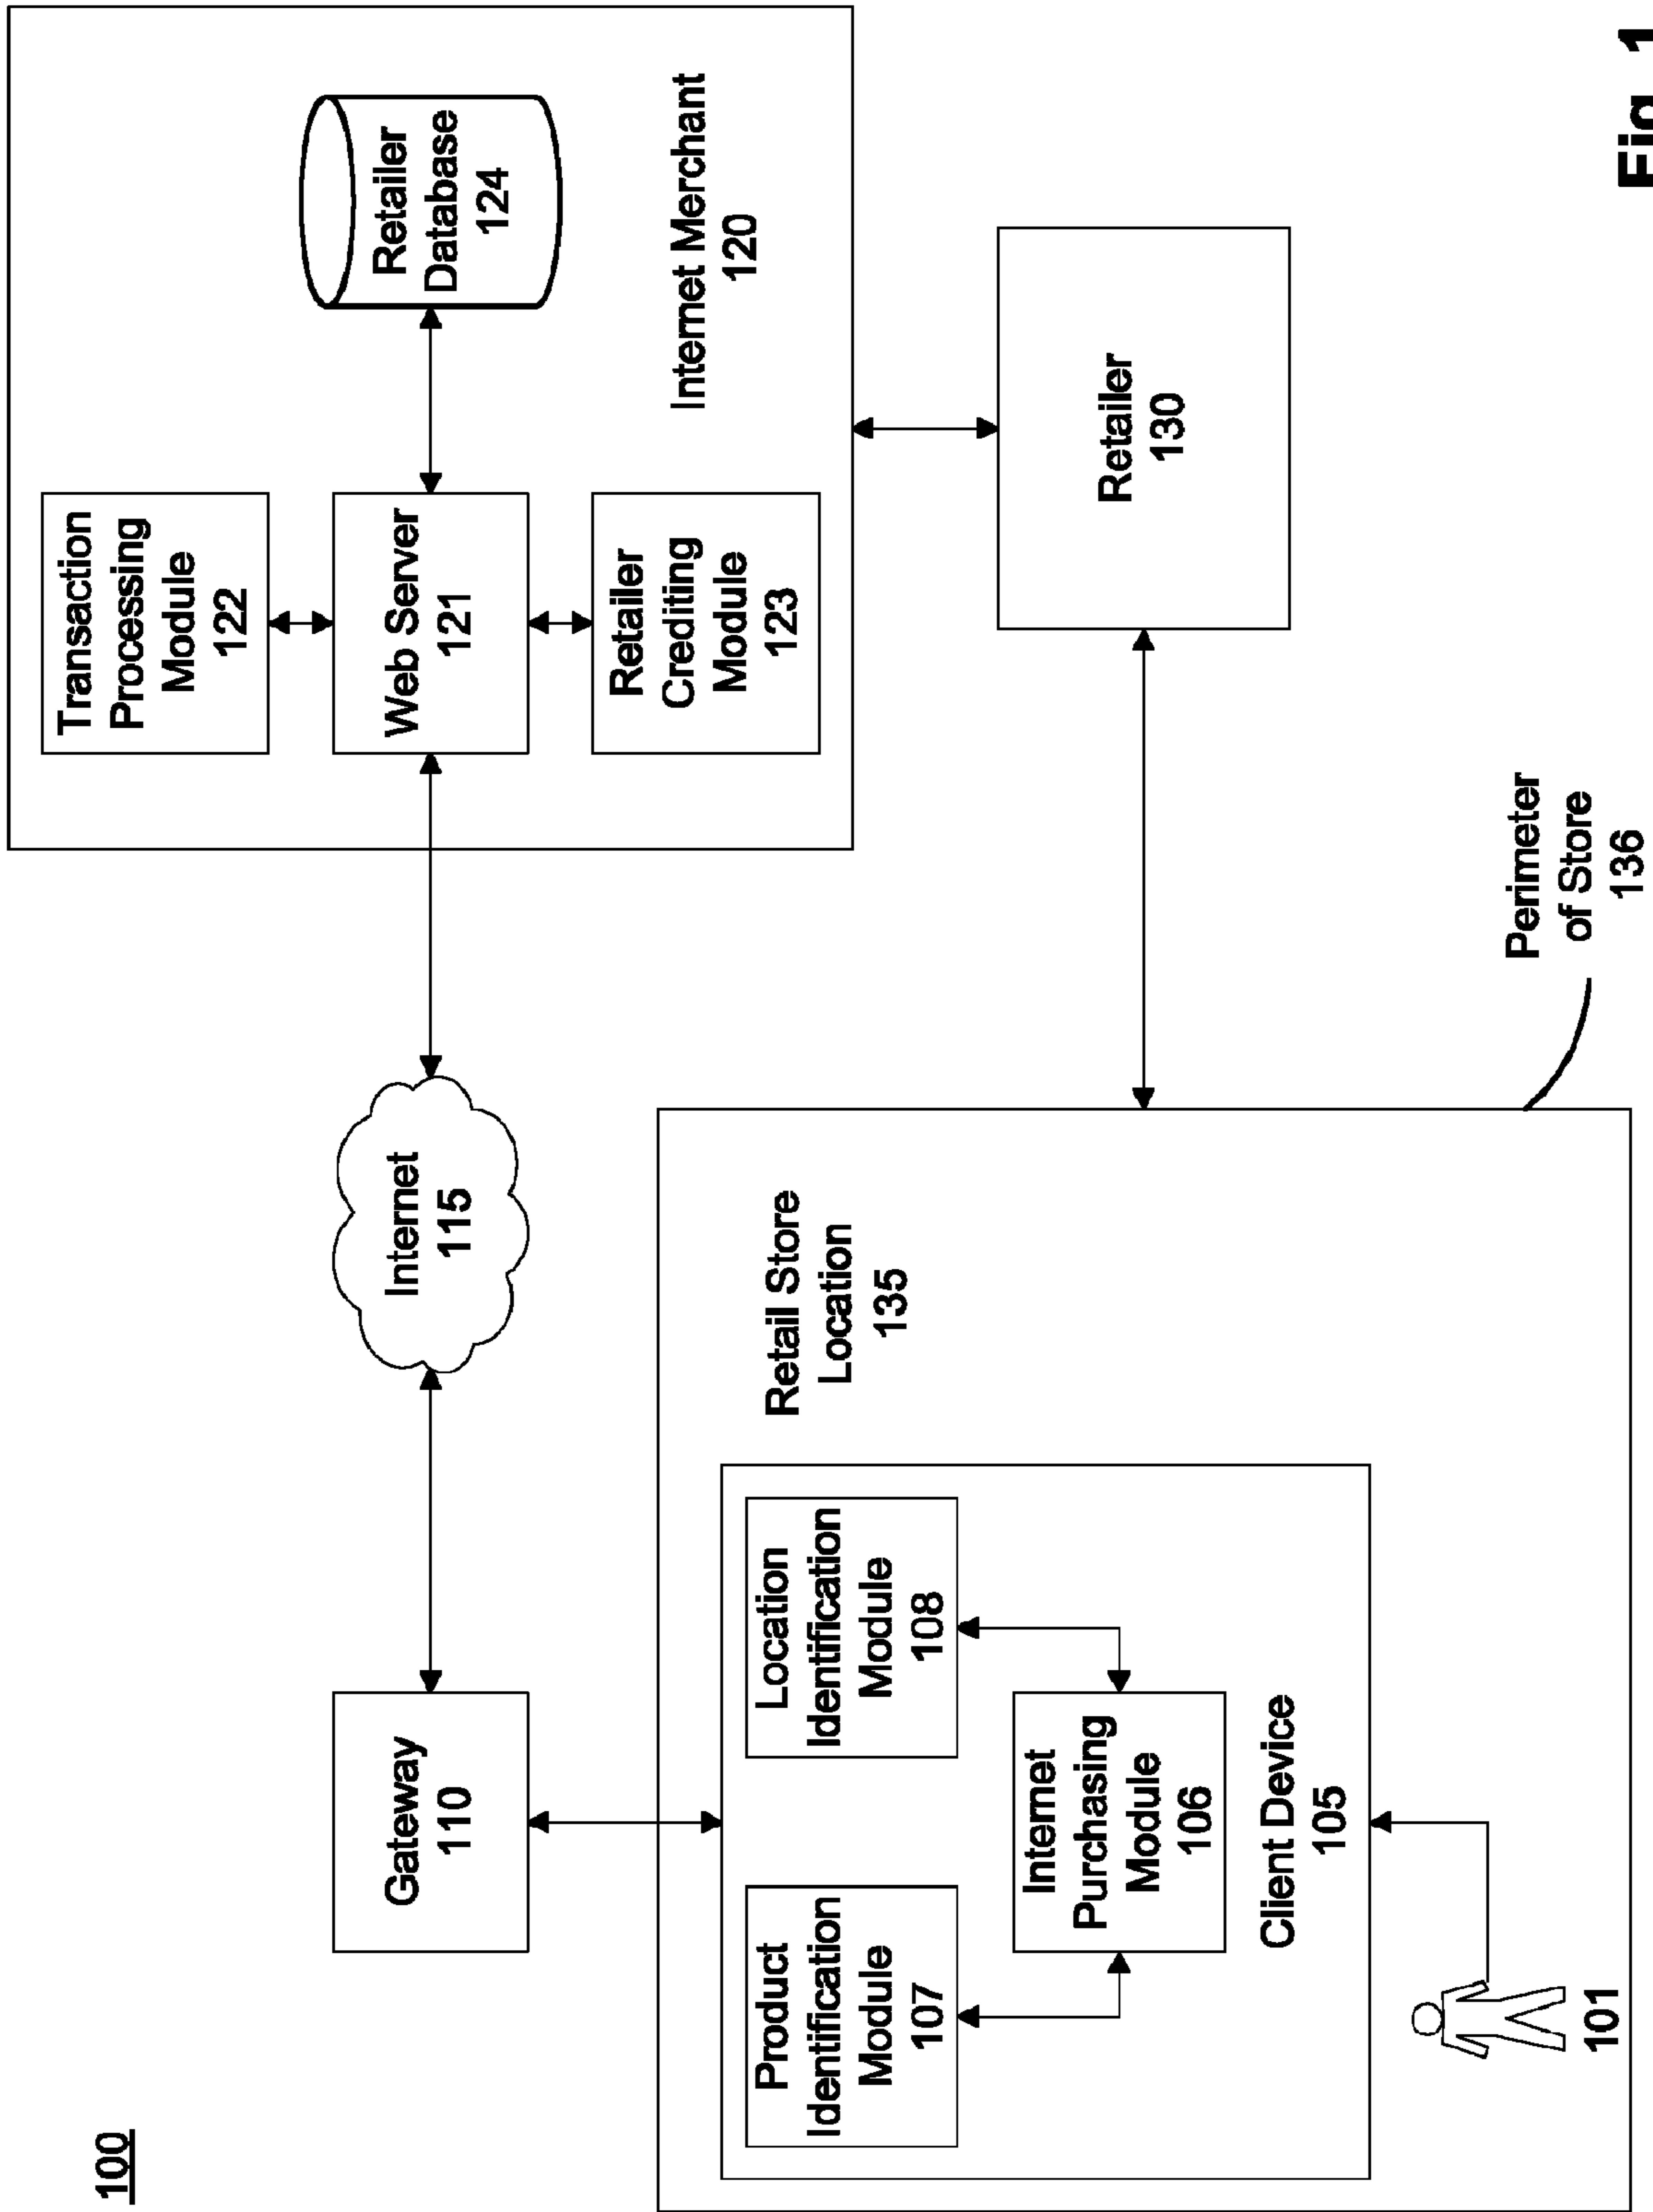 100
Gateway
110
Internet
115
Transaction
Processing
Module
122
Web Server
121
Retailer
Crediting
Module
123
Retailer
Database
124
Internet Merchant
120
Product
Identification
Module
107
Location
Identification
Module
108
Internet
Purchasing
Module
106
Client Device
105
101
Retail Store
Location
135
Retailer
130
Perimeter
of Store
136
Fig. 1